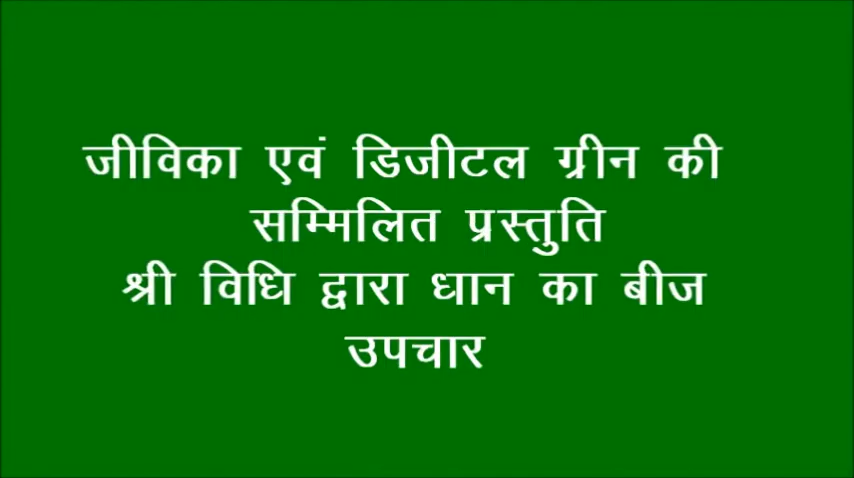 जीविका एवं डिजीटल ग्रीन की
सम्मिलित प्रस्तुति
श्री विधि द्वारा धान का बीज
उपचार